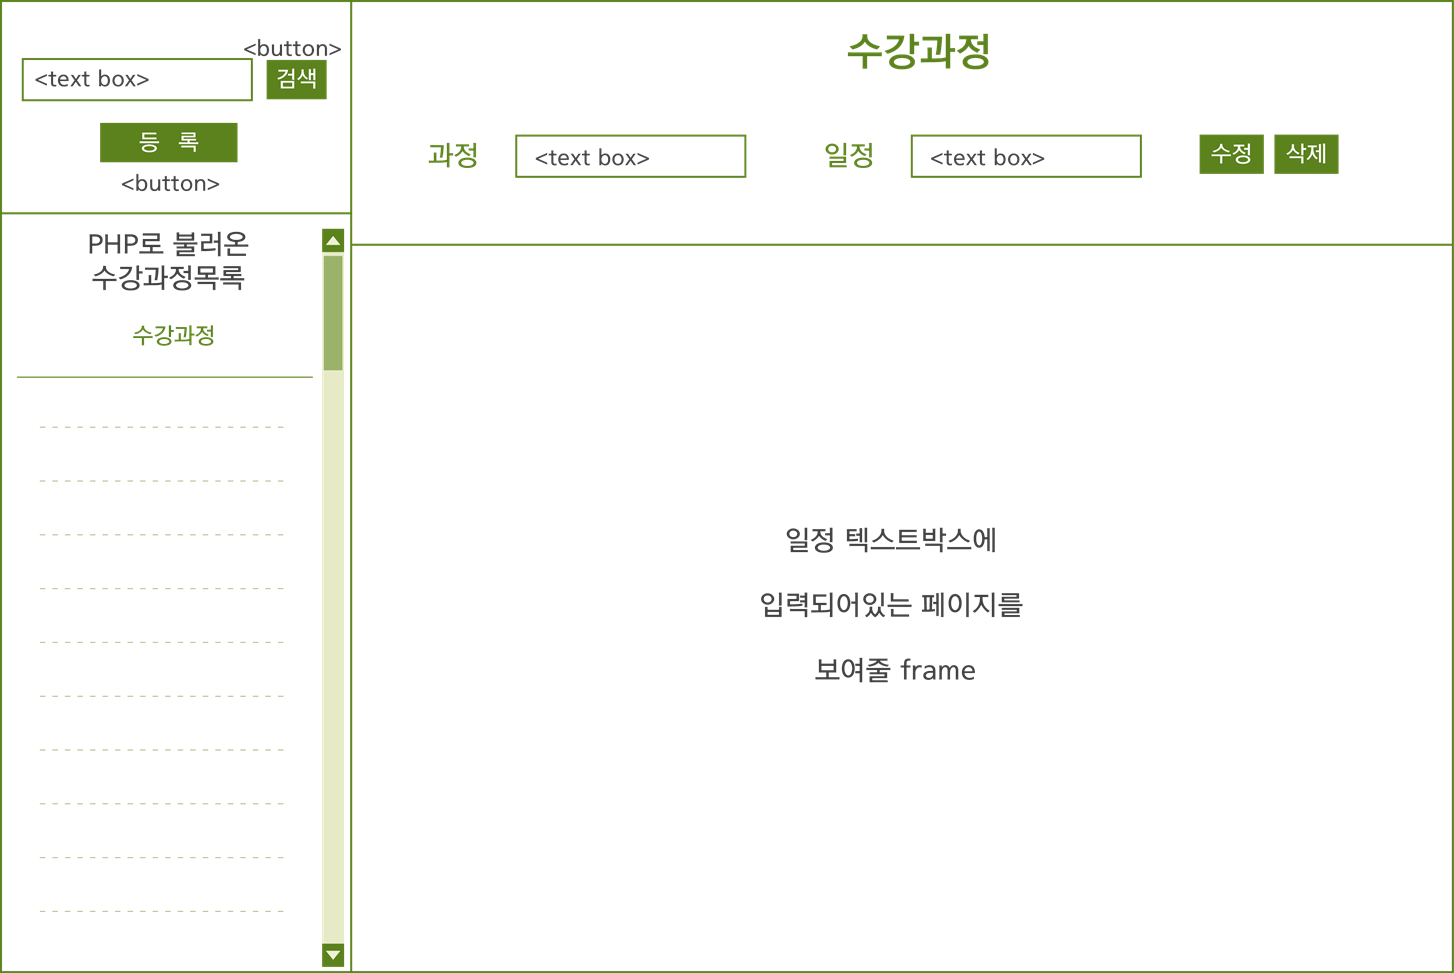 <button>
<text box>
검색
등 록
<button>
PHP로 불러온
수강과정목록
수강과정
수강과정
과정
<text box>
일정
<text box>
수정
삭제
일정 텍스트박스에
입력되어있는 페이지를
보여줄 frame